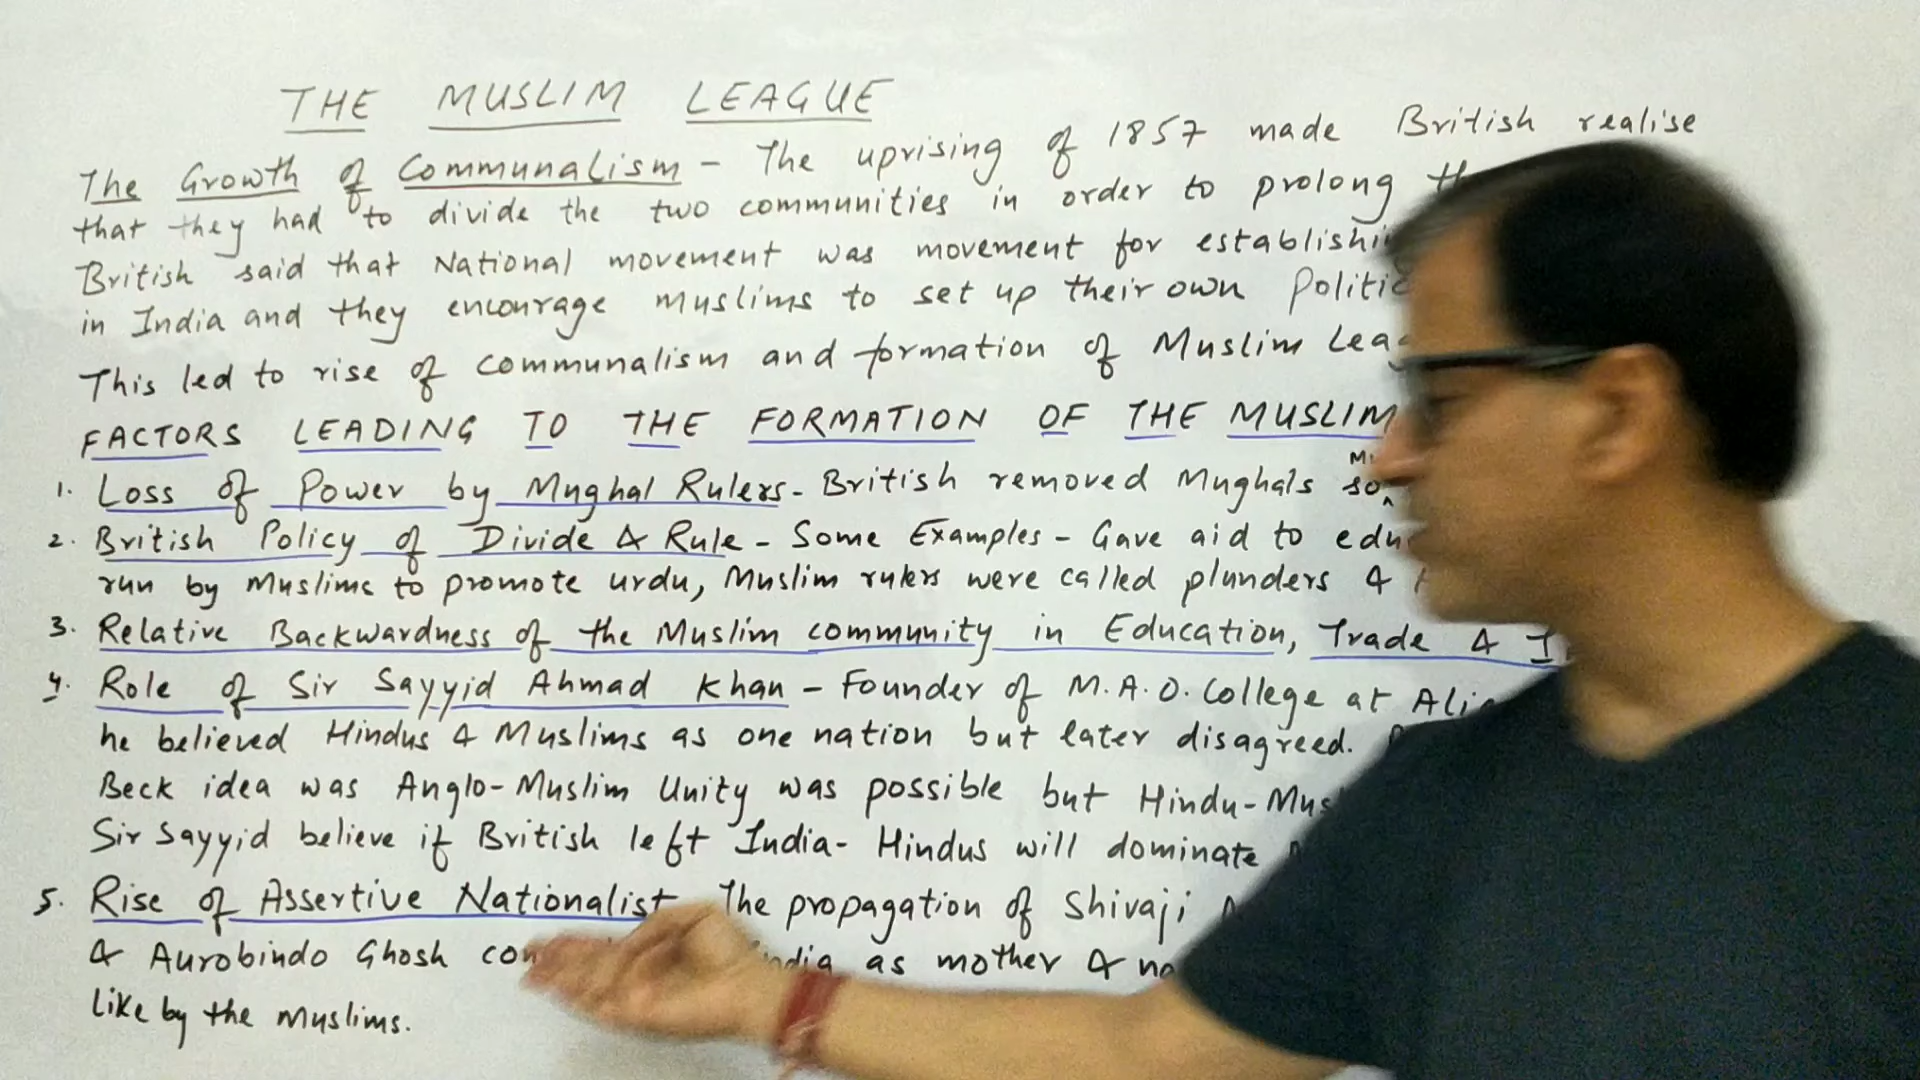 THE MUSLIM LEAGUE
The Growth of Communalism - The uprising of 1857 made British realise
that they had to divide the two communities in order to prolong
British said that National movement was movement for
in India and they encourage Muslims to set up their own
This led to rise of communalism and formation of Muslim
FACTORS LEADING TO THE FORMATION OF THE MUSLIM
1. Loss of Power by Mughal Rulers - British removed Mughals so
2. British Policy of Divide & Rule - Some Examples - Gave aid to
run by Muslims to promote urdu, Muslim rulers were called plunders &
3. Relative Backwardness of the Muslim community in Education, Trade &
4. Role of Sir Sayyid Ahmad Khan - Founder of M.A.O. College at
he believed Hindus & Muslims as one nation but later disagreed.
Beck idea was Anglo-Muslim Unity was possible but
Sir Sayyid believe if British left India - Hindus will dominate
5. Rise of Assertive Nationalist The propagation of Shivaji
& Aurobindo Ghosh as mother &
like by the Muslims.